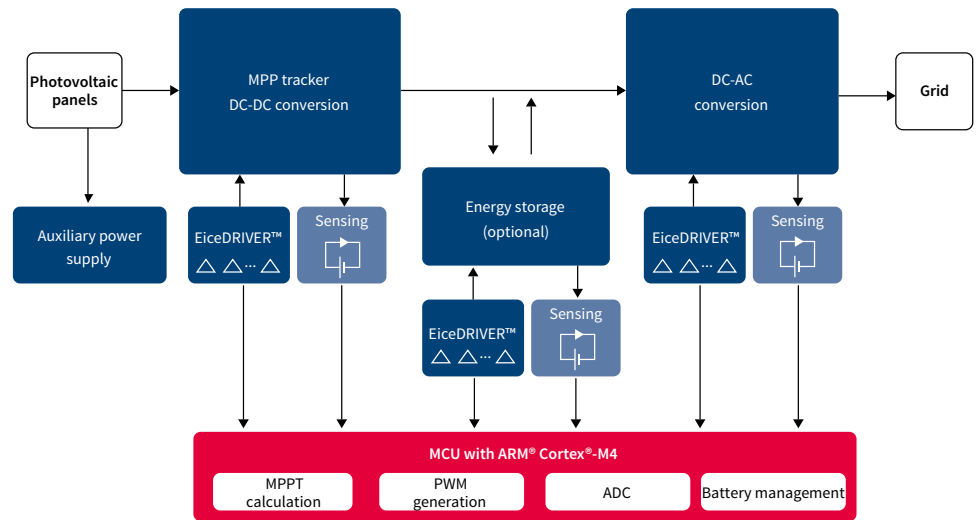 Photovoltaic
panels
MPP tracker
DC-DC conversion
DC-AC
conversion
Grid
Auxiliary power
supply
EiceDRIVER™
...
Sensing
Energy storage
(optional)
EiceDRIVER™
...
Sensing
EiceDRIVER™
...
Sensing
MCU with ARM® Cortex®-M4
MPPT
calculation
PWM
generation
ADC
Battery management